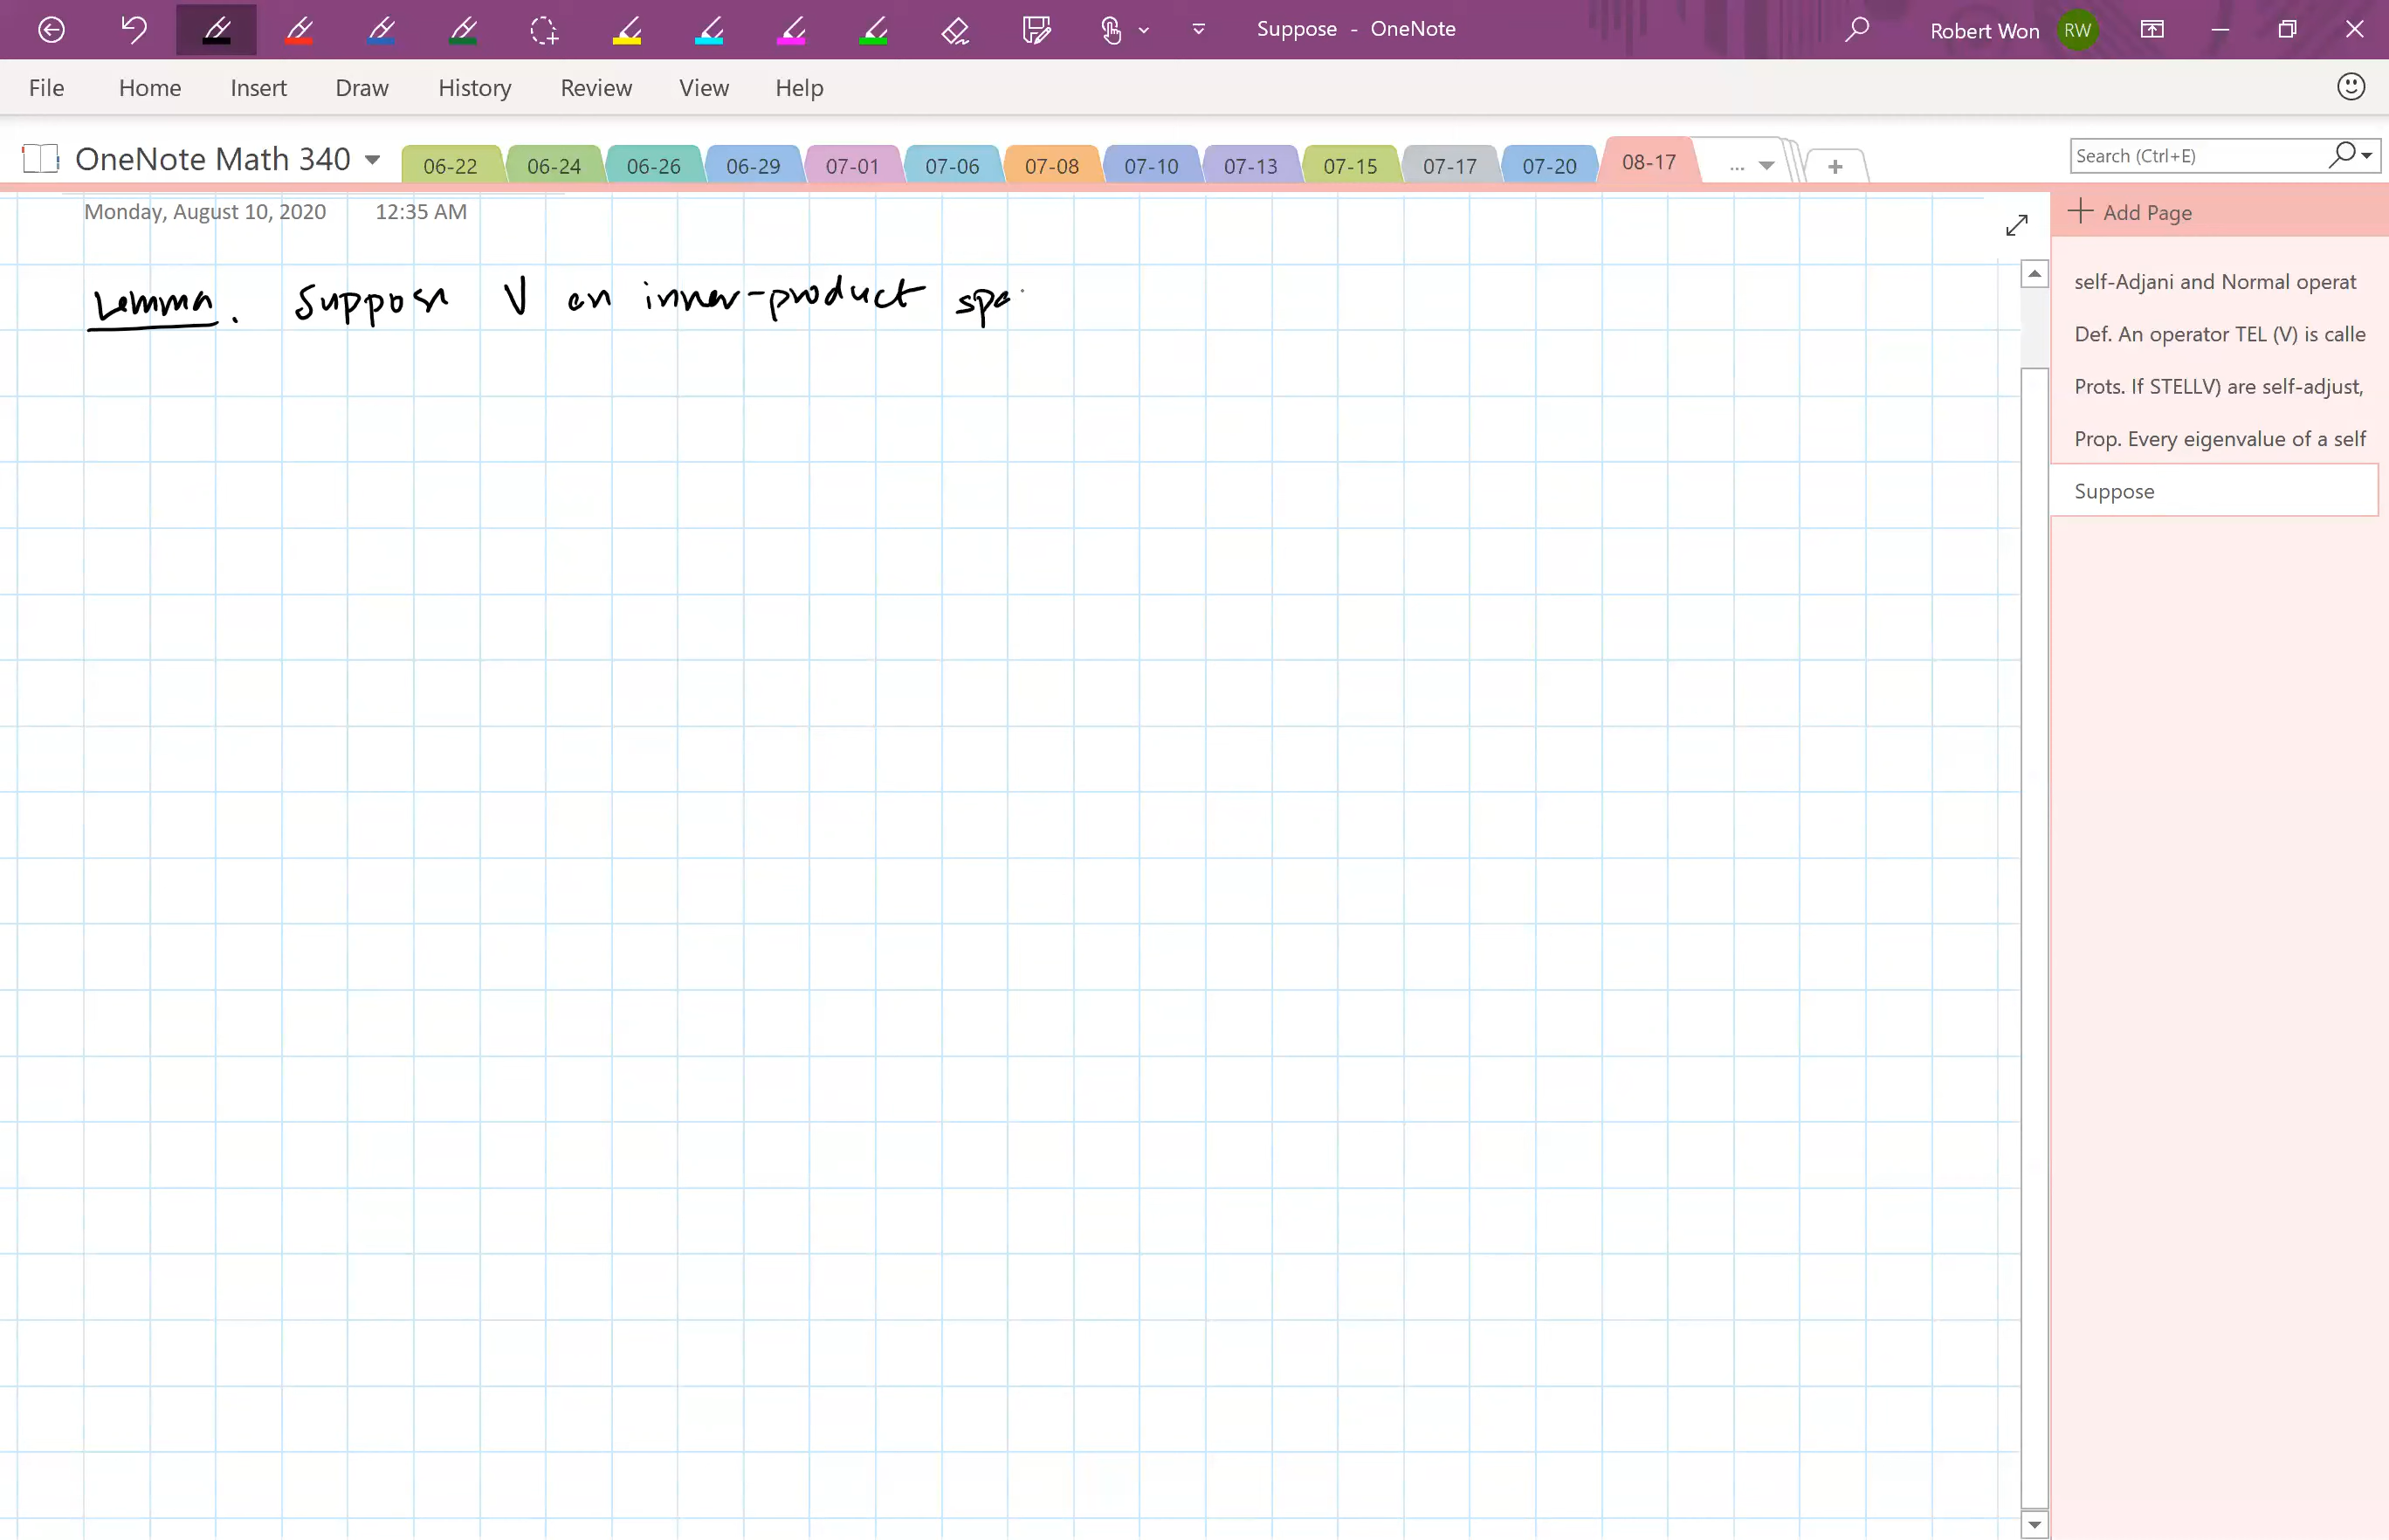 Suppose - OneNote
Robert Won RW
File Home Insert Draw History Review View Help
OneNote Math 340 06-22 06-24 06-26 06-29 07-01 07-06 07-08 07-10 07-13 07-15 07-17 07-20 08-17 ... + Search (Ctrl+E)
Monday, August 10, 2020 12:35 AM
Add Page
Lemma. Suppose V an inner-product spa
self-Adjani and Normal operat
Def. An operator TEL (V) is calle
Prots. If STELLV) are self-adjust,
Prop. Every eigenvalue of a self
Suppose